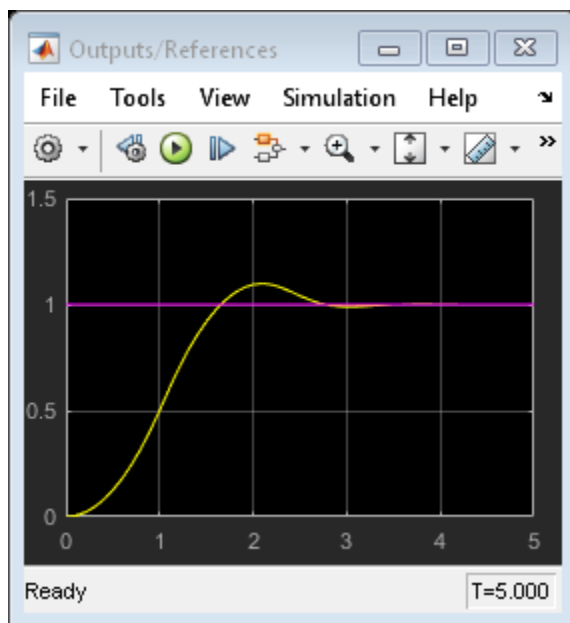 Outputs/References
File Tools View Simulation Help
1.5
1
0.5
0
0 1 2 3 4 5
Ready T=5.000